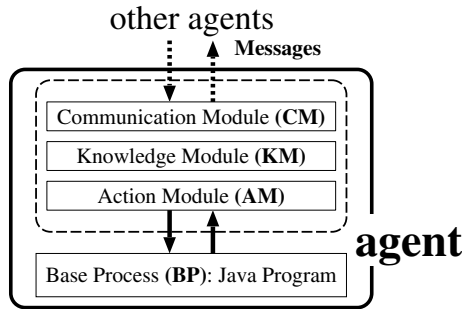 other agents
Messages
Communication Module (CM)
Knowledge Module (KM)
Action Module (AM)
agent
Base Process (BP): Java Program